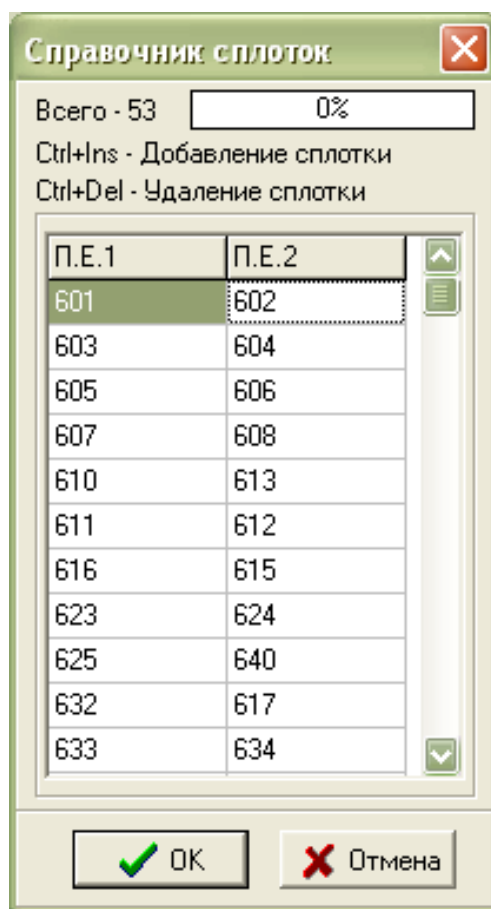 Справочник сплоток
Всего - 53 0%
Ctrl+Ins - Добавление сплотки
Ctrl+Del - Удаление сплотки
П.Е.1 П.Е.2
601 602
603 604
605 606
607 608
610 613
611 612
616 615
623 624
625 640
632 617
633 634
OK Отмена